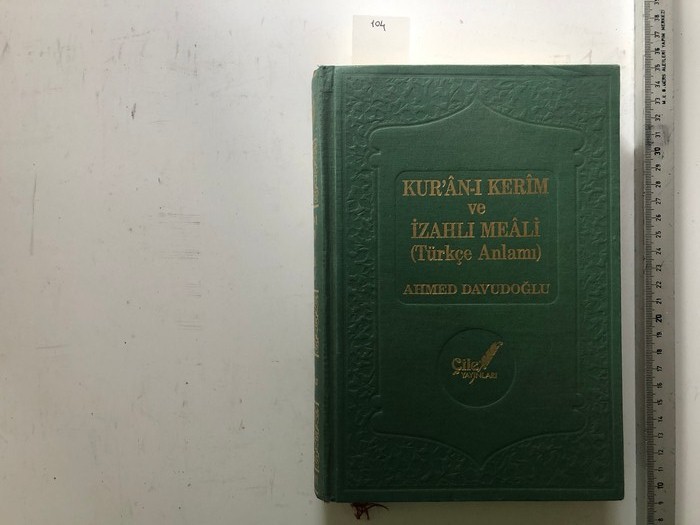 104
KUR'ÂN-I KERÎM
ve
İZAHLI MEÂLİ
(Türkçe Anlamı)
AHMED DAVUDOĞLU
Çile
YAYINLARI